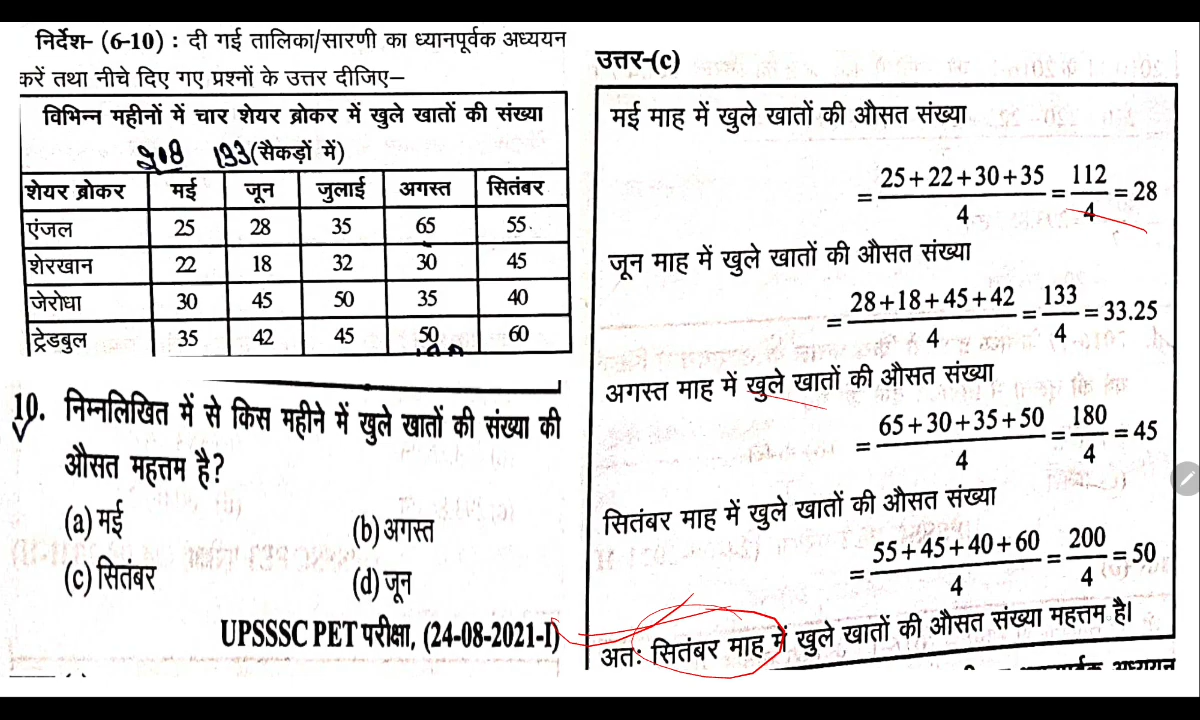 निर्देश- (6-10) : दी गई तालिका/सारणी का ध्यानपूर्वक अध्ययन
करें तथा नीचे दिए गए प्रश्नों के उत्तर दीजिए–
विभिन्न महीनों में चार शेयर ब्रोकर में खुले खातों की संख्या
133 (सैकड़ों में)
शेयर ब्रोकर मई जून जुलाई अगस्त सितंबर
एंजल 25 28 35 65 55
शेरखान 22 18 32 30 45
जेरोधा 30 45 50 35 40
ट्रेडबुल 35 42 45 50 60
10. निम्नलिखित में से किस महीने में खुले खातों की संख्या की
औसत महत्तम है?
(a) मई (b) अगस्त
(c) सितंबर (d) जून
UPSSSC PET परीक्षा, (24-08-2021-I)
उत्तर-(c)
मई माह में खुले खातों की औसत संख्या
= 25+22+30+35 / 4 = 112 / 4 = 28
जून माह में खुले खातों की औसत संख्या
= 28+18+45+42 / 4 = 133 / 4 = 33.25
अगस्त माह में खुले खातों की औसत संख्या
= 65+30+35+50 / 4 = 180 / 4 = 45
सितंबर माह में खुले खातों की औसत संख्या
= 55+45+40+60 / 4 = 200 / 4 = 50
अतः सितंबर माह में खुले खातों की औसत संख्या महत्तम है।